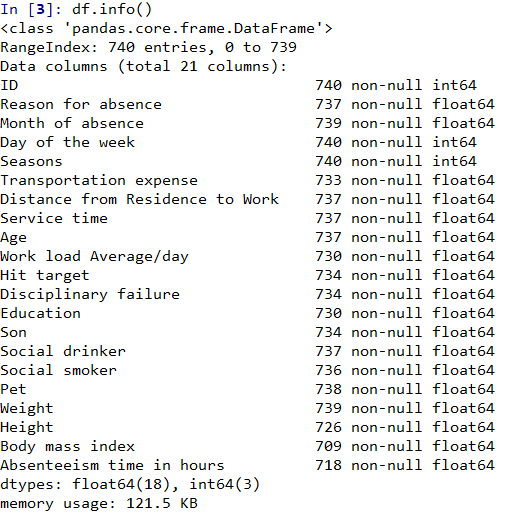 In [3]: df.info()
<class 'pandas.core.frame.DataFrame'>
RangeIndex: 740 entries, 0 to 739
Data columns (total 21 columns):
ID                                 740 non-null int64
Reason for absence                 737 non-null float64
Month of absence                   739 non-null float64
Day of the week                    740 non-null int64
Seasons                            740 non-null int64
Transportation expense             733 non-null float64
Distance from Residence to Work    737 non-null float64
Service time                       737 non-null float64
Age                                737 non-null float64
Work load Average/day              730 non-null float64
Hit target                         734 non-null float64
Disciplinary failure               734 non-null float64
Education                          730 non-null float64
Son                                734 non-null float64
Social drinker                     737 non-null float64
Social smoker                      736 non-null float64
Pet                                738 non-null float64
Weight                             739 non-null float64
Height                             726 non-null float64
Body mass index                    709 non-null float64
Absenteeism time in hours          718 non-null float64
dtypes: float64(18), int64(3)
memory usage: 121.5 KB